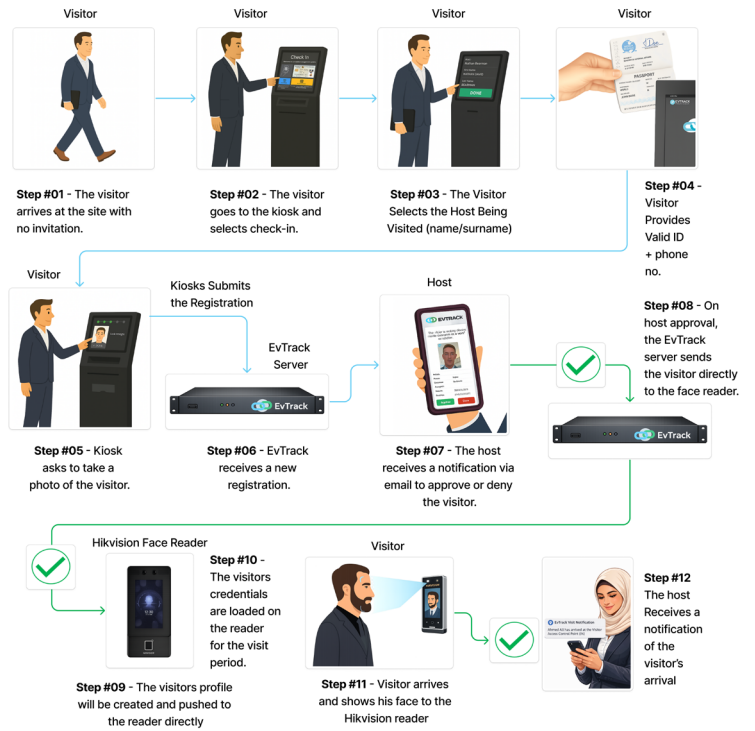 Visitor
Visitor
Visitor
Visitor
Check In
DONE
PASSPORT
EVTRACK
Step #01 - The visitor
arrives at the site with
no invitation.
Step #02 - The visitor
goes to the kiosk and
selects check-in.
Step #03 - The Visitor
Selects the Host Being
Visited (name/surname)
Step #04 -
Visitor
Provides
Valid ID
+ phone
no.
Visitor
Kiosks Submits
the Registration
EvTrack
Server
Host
EVTRACK
EvTrack
Step #05 - Kiosk
asks to take a
photo of the visitor.
Step #06 - EvTrack
receives a new
registration.
Step #07 - The host
receives a notification via
email to approve or deny
the visitor.
Step #08 - On
host approval,
the EvTrack
server sends
the visitor directly
to the face reader.
EvTrack
Hikvision Face Reader
Step #10 -
The visitors
credentials
are loaded on
the reader
for the visit
period.
Step #09 - The visitors profile
will be created and pushed to
the reader directly
Visitor
Step #11 - Visitor arrives
and shows his face to the
Hikvision reader
EvTrack Visit Notification
Step #12
The host
Receives a
notification
of the
visitor's
arrival